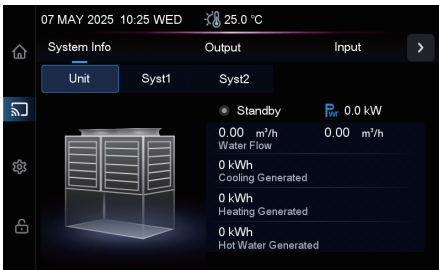 07 MAY 2025 10:25 WED 25.0 ℃
System Info Output Input >
Unit Syst1 Syst2
Standby Pwr 0.0 kW
0.00 m³/h 0.00 m³/h
Water Flow
0 kWh
Cooling Generated
0 kWh
Heating Generated
0 kWh
Hot Water Generated